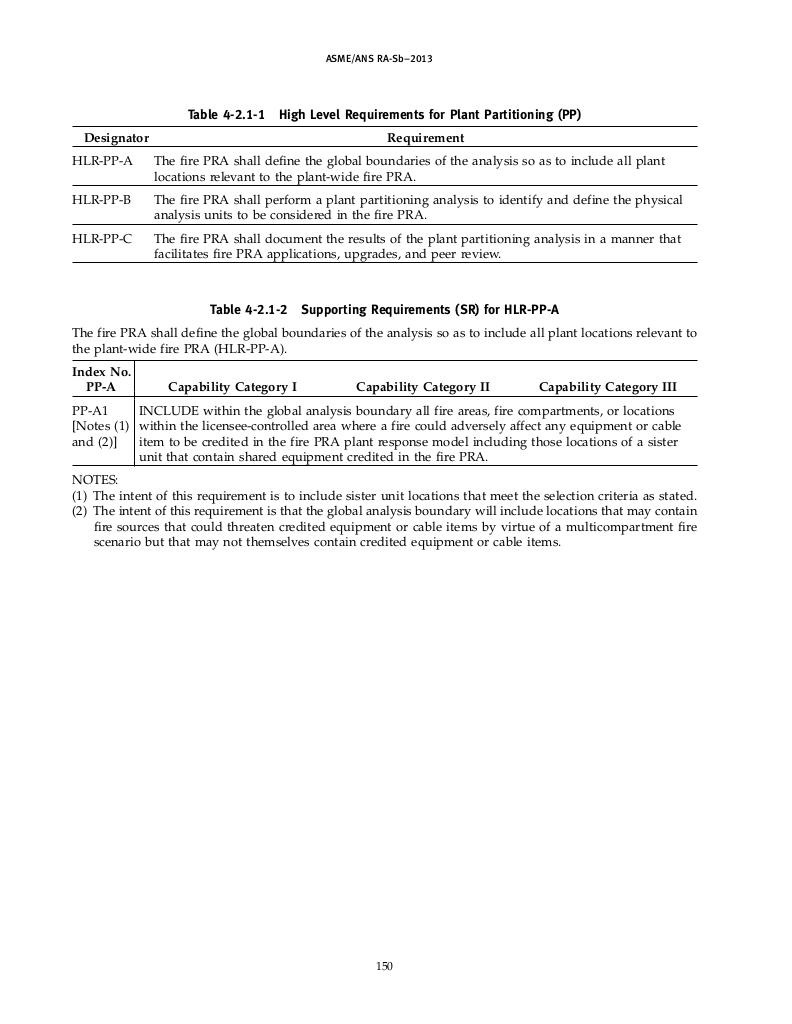 ASME/ANS RA-Sb–2013
Table 4-2.1-1 High Level Requirements for Plant Partitioning (PP)
Designator Requirement
HLR-PP-A The fire PRA shall define the global boundaries of the analysis so as to include all plant
locations relevant to the plant-wide fire PRA.
HLR-PP-B The fire PRA shall perform a plant partitioning analysis to identify and define the physical
analysis units to be considered in the fire PRA.
HLR-PP-C The fire PRA shall document the results of the plant partitioning analysis in a manner that
facilitates fire PRA applications, upgrades, and peer review.
Table 4-2.1-2 Supporting Requirements (SR) for HLR-PP-A
The fire PRA shall define the global boundaries of the analysis so as to include all plant locations relevant to
the plant-wide fire PRA (HLR-PP-A).
Index No.
PP-A Capability Category I Capability Category II Capability Category III
PP-A1 INCLUDE within the global analysis boundary all fire areas, fire compartments, or locations
[Notes (1) within the licensee-controlled area where a fire could adversely affect any equipment or cable
and (2)] item to be credited in the fire PRA plant response model including those locations of a sister
unit that contain shared equipment credited in the fire PRA.
NOTES:
(1) The intent of this requirement is to include sister unit locations that meet the selection criteria as stated.
(2) The intent of this requirement is that the global analysis boundary will include locations that may contain
fire sources that could threaten credited equipment or cable items by virtue of a multicompartment fire
scenario but that may not themselves contain credited equipment or cable items.
150